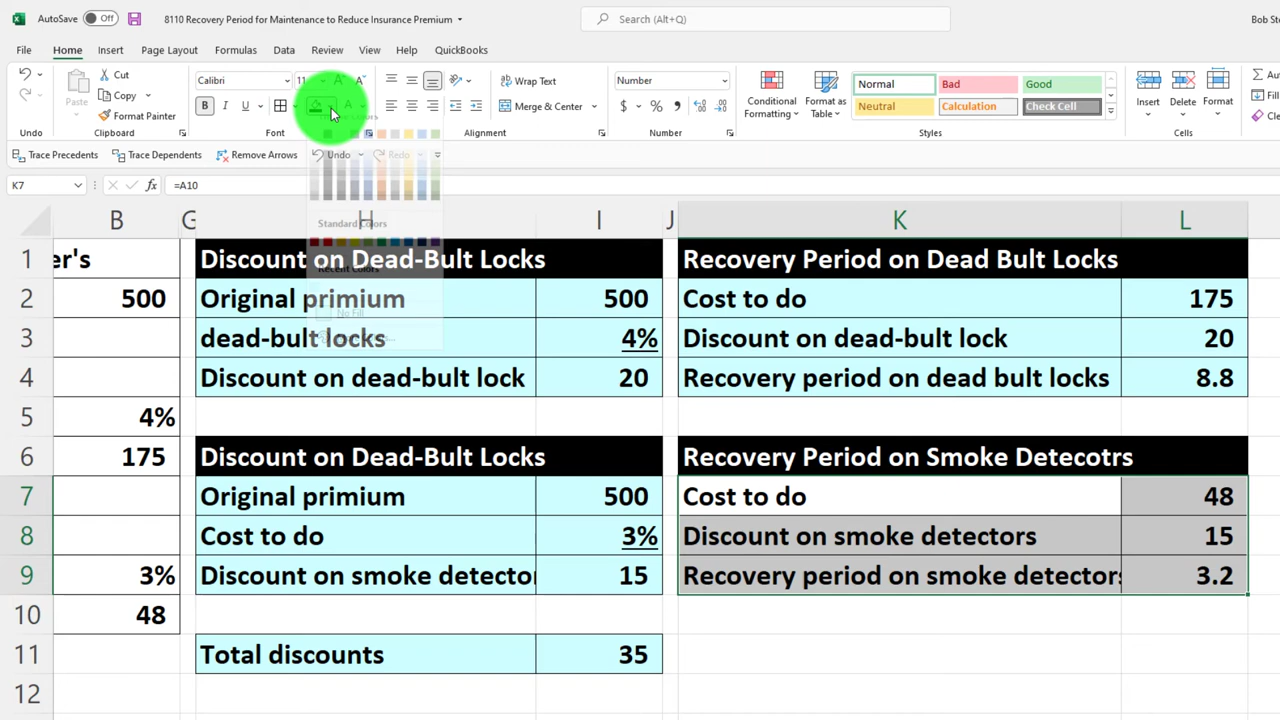 AutoSave Off 8110 Recovery Period for Maintenance to Reduce Insurance Premium Search (Alt+Q) Bob Ste
File Home Insert Page Layout Formulas Data Review View Help QuickBooks
Paste Cut Copy Format Painter
Calibri 11
B I U
Wrap Text
Merge & Center
Number
$ %
Conditional Formatting Format as Table
Normal Bad Good
Neutral Calculation Check Cell
Insert Delete Format
Undo Clipboard Font Alignment Number Styles Cells
Trace Precedents Trace Dependents Remove Arrows Undo Redo
K7 fx =A10
Standard Colors
Recent Colors
No Fill
B G H I J K L
1 er's Discount on Dead-Bult Locks Recovery Period on Dead Bult Locks
2 500 Original primium 500 Cost to do 175
3 dead-bult locks 4% Discount on dead-bult lock 20
4 Discount on dead-bult lock 20 Recovery period on dead bult locks 8.8
5 4%
6 175 Discount on Dead-Bult Locks Recovery Period on Smoke Detecotrs
7 Original primium 500 Cost to do 48
8 Cost to do 3% Discount on smoke detectors 15
9 3% Discount on smoke detector 15 Recovery period on smoke detectors 3.2
10 48
11 Total discounts 35
12